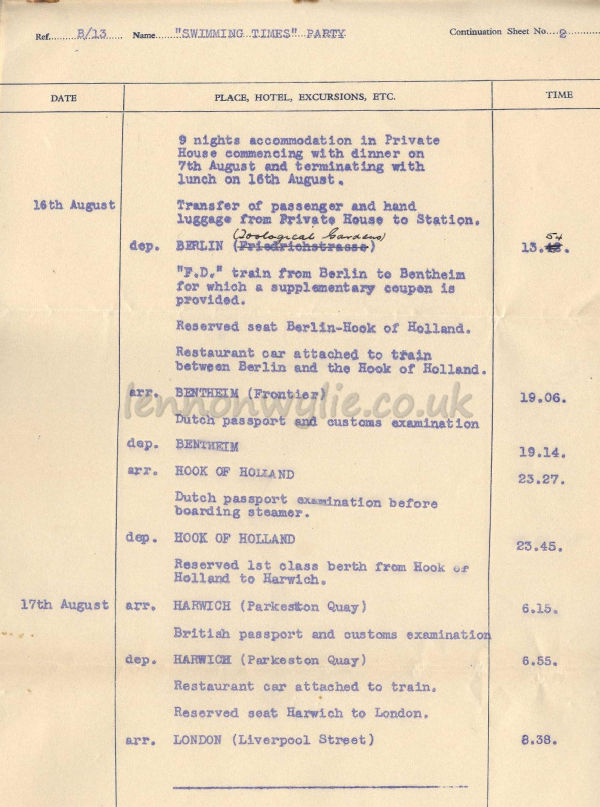 Ref. B/13 Name "SWIMMING TIMES" PARTY Continuation Sheet No. 2
DATE PLACE, HOTEL, EXCURSIONS, ETC. TIME
9 nights accommodation in Private
House commencing with dinner on
7th August and terminating with
lunch on 16th August.
16th August Transfer of passenger and hand
luggage from Private House to Station.
(Zoological Gardens)
dep. BERLIN (Friedrichstrasse) 13.54.
"F.D." train from Berlin to Bentheim
for which a supplementary coupon is
provided.
Reserved seat Berlin-Hook of Holland.
Restaurant car attached to train
between Berlin and the Hook of Holland.
arr. BENTHEIM (Frontier) 19.06.
lennonwylie.co.uk
Dutch passport and customs examination
dep. BENTHEIM 19.14.
arr. HOOK OF HOLLAND 23.27.
Dutch passport examination before
boarding steamer.
dep. HOOK OF HOLLAND 23.45.
Reserved 1st class berth from Hook of
Holland to Harwich.
17th August arr. HARWICH (Parkeston Quay) 6.15.
British passport and customs examination
dep. HARWICH (Parkeston Quay) 6.55.
Restaurant car attached to train.
Reserved seat Harwich to London.
arr. LONDON (Liverpool Street) 8.38.